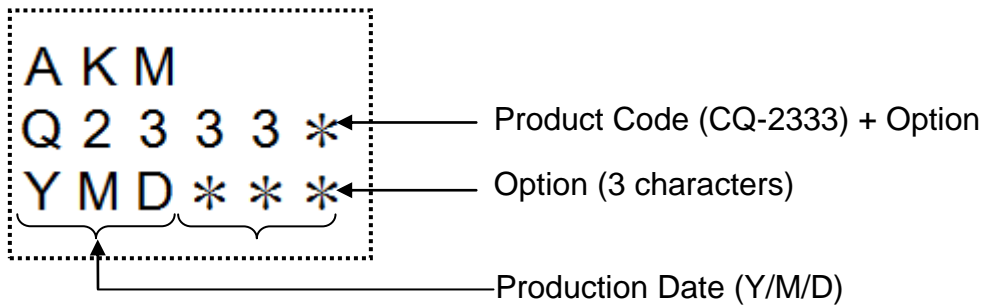 A K M
Q 2 3 3 3 * Product Code (CQ-2333) + Option
Y M D * * * Option (3 characters)
Production Date (Y/M/D)